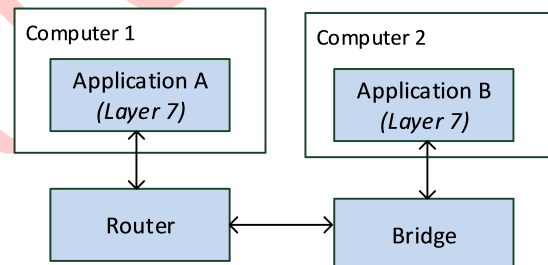 Computer 1
Application A
(Layer 7)
Computer 2
Application B
(Layer 7)
Router
Bridge